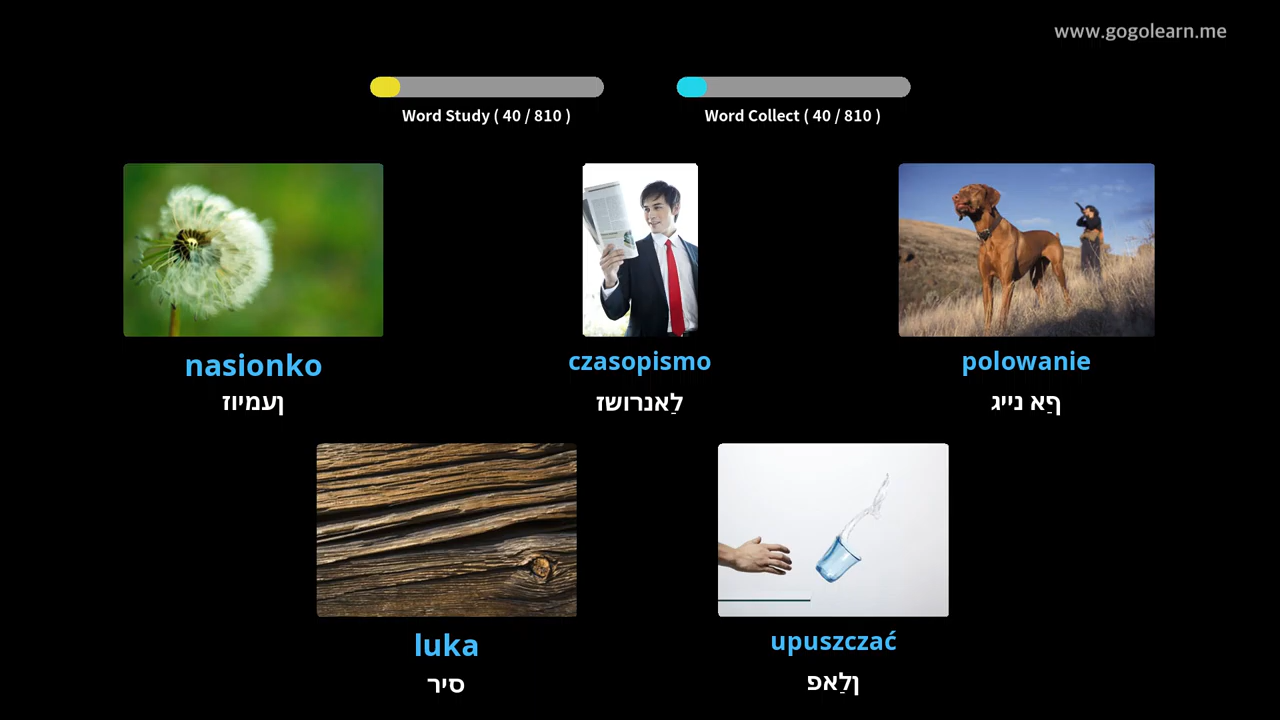 www.gogolearn.me
Word Study ( 40 / 810 )
Word Collect ( 40 / 810 )
nasionko
ןעמיוז
czasopismo
לַאנרושז
polowanie
ףַא נייג
luka
סיר
upuszczać
ןלַאפ